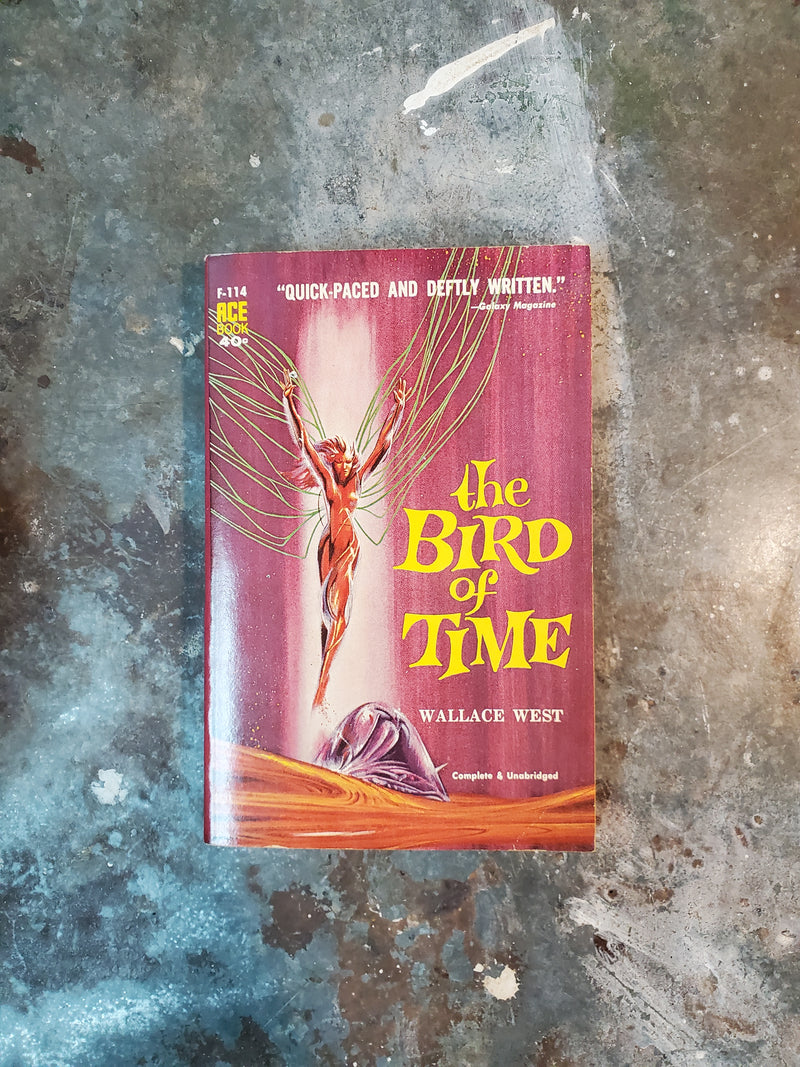 F-114
ACE
BOOK
40¢
"QUICK-PACED AND DEFTLY WRITTEN."
—Galaxy Magazine
the
BIRD
of
TIME
WALLACE WEST
Complete & Unabridged